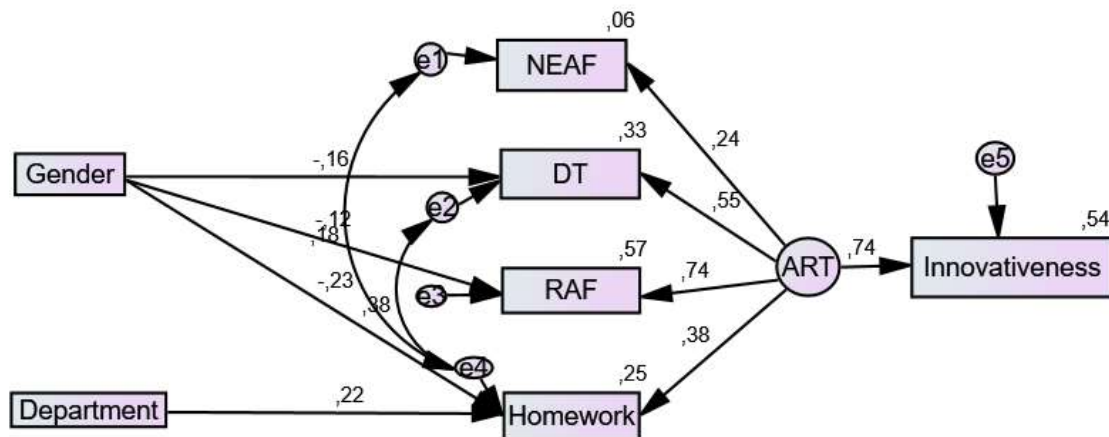 ,06
e1
NEAF
,24
,33
-,16
Gender
DT
e5
e2
,55
,54
-,12
,18
,57
ART
,74
Innovativeness
,74
RAF
e3
-,23
,38
,38
e4
,25
Department
,22
Homework